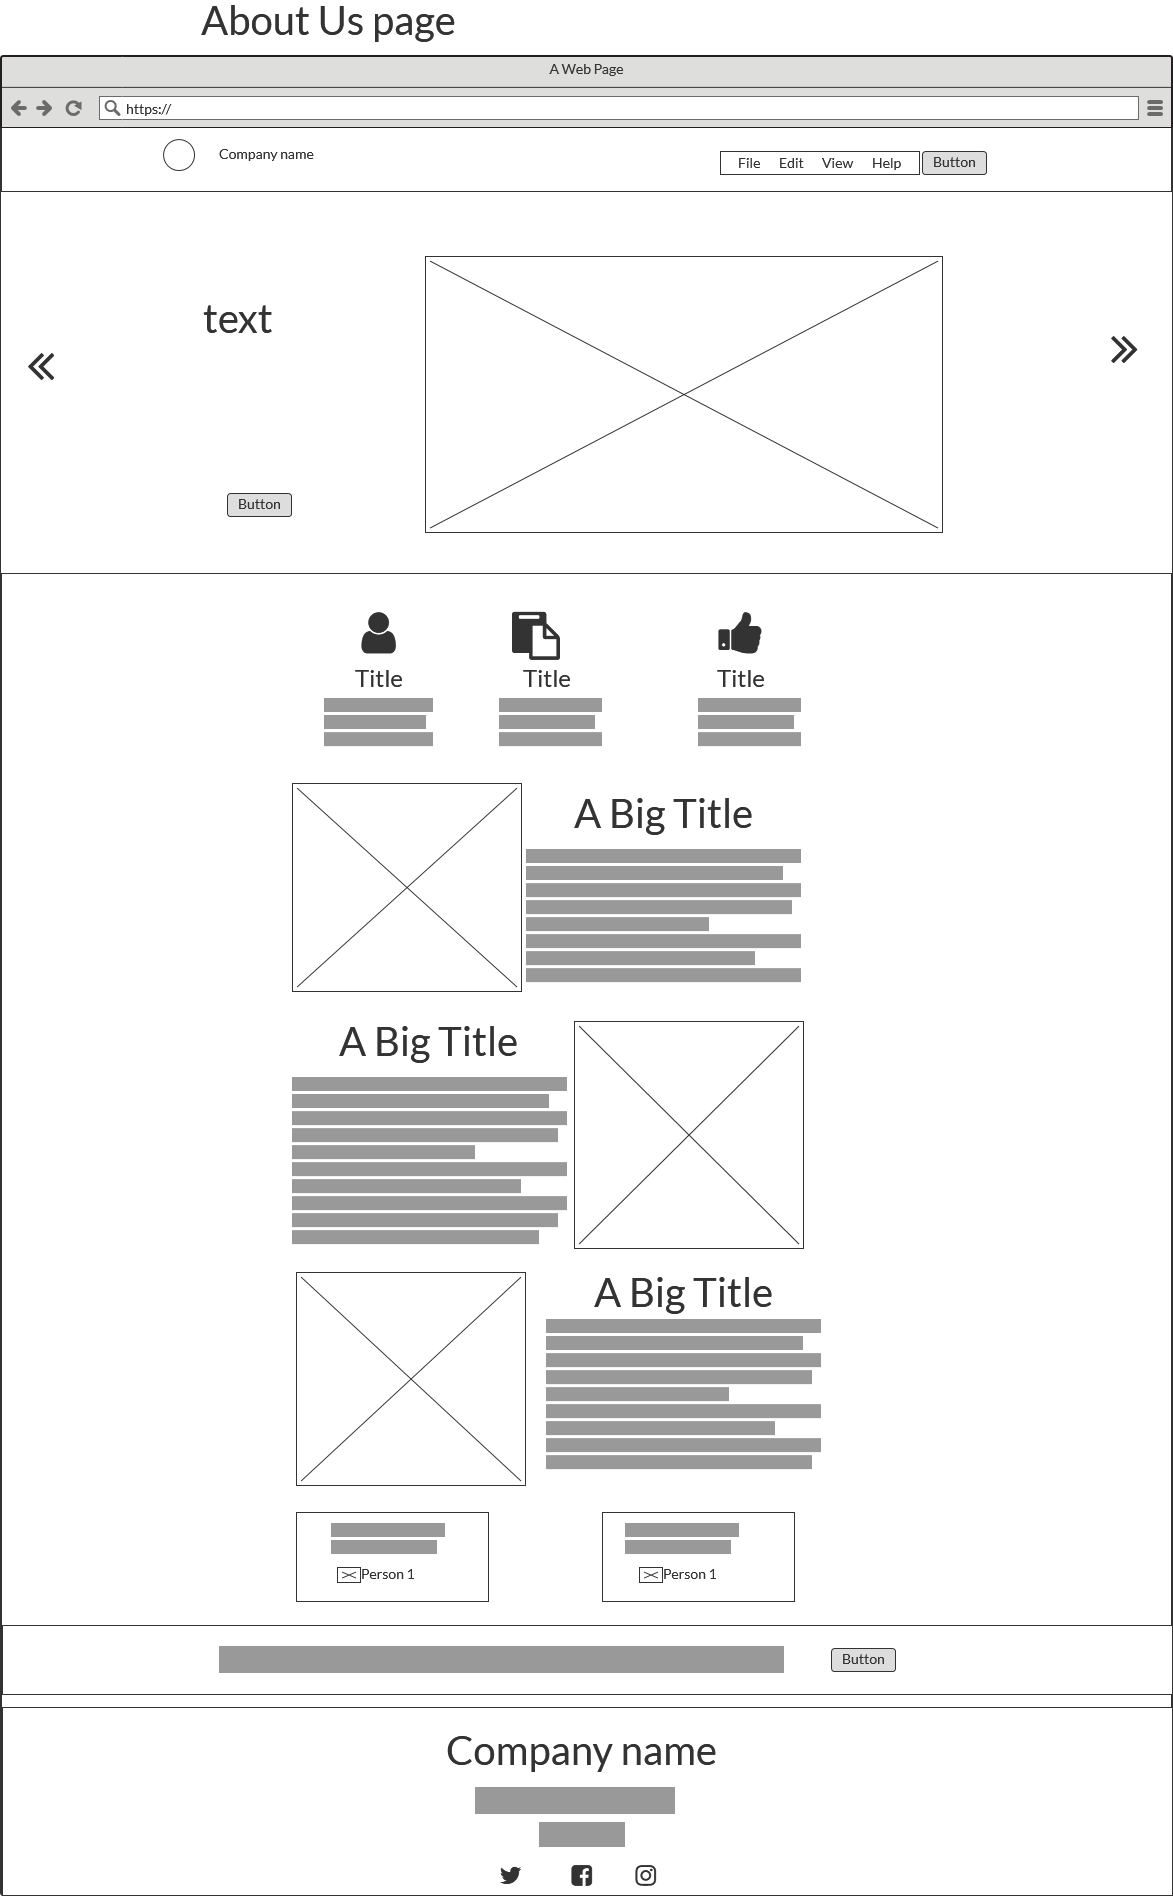 About Us page
A Web Page
https://
Company name
File Edit View Help Button
text
Button
Title Title Title
A Big Title
A Big Title
A Big Title
Person 1 Person 1
Button
Company name